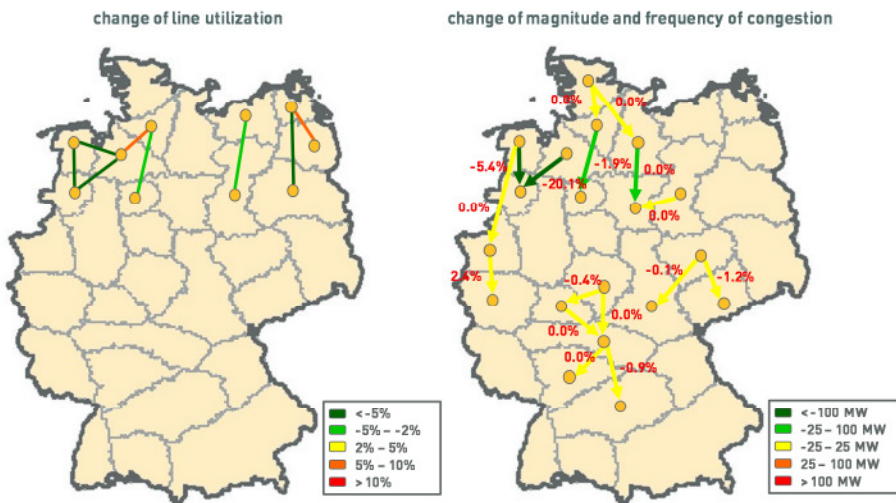 change of line utilization
change of magnitude and frequency of congestion
0.0%
0.0%
-5.4%
-1.9%
0.0%
-20.1%
0.0%
0.0%
2.4%
-0.4%
-0.1%
-1.2%
0.0%
0.0%
0.0%
-0.9%
<-5%
-5% – -2%
2% – 5%
5% – 10%
> 10%
<-100 MW
-25 – 100 MW
-25 – 25 MW
25 – 100 MW
> 100 MW